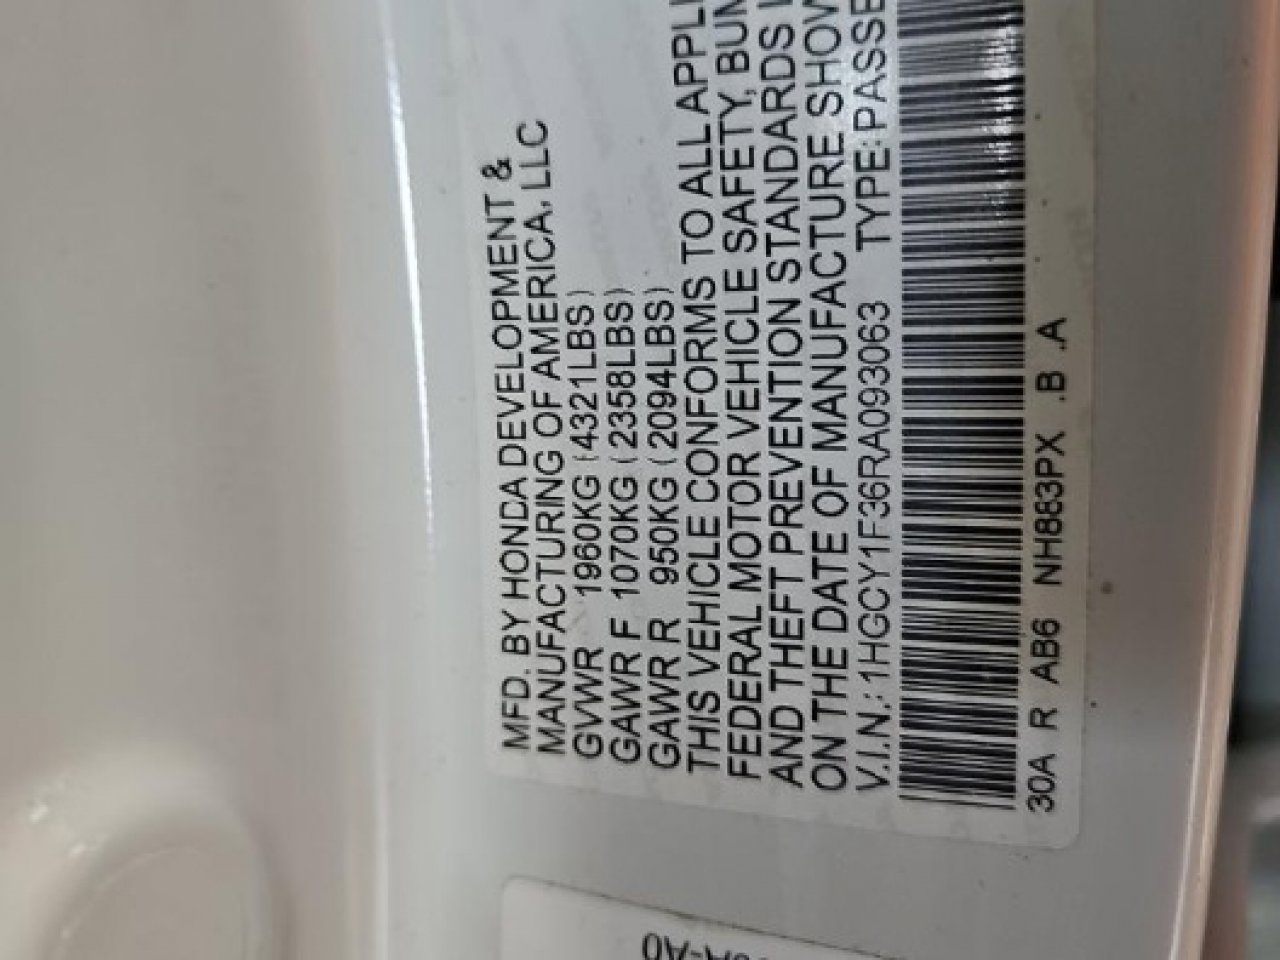 MFD. BY HONDA DEVELOPMENT &
MANUFACTURING OF AMERICA, LLC
GVWR 1960KG (4321LBS)
GAWR F 1070KG (2358LBS)
GAWR R 950KG (2094LBS)
THIS VEHICLE CONFORMS TO ALL APPLI
FEDERAL MOTOR VEHICLE SAFETY, BUM
AND THEFT PREVENTION STANDARDS I
ON THE DATE OF MANUFACTURE SHOW
V.I.N.: 1HGCY1F36RA093063 TYPE: PASSE
30A R AB6 NH883PX .B .A